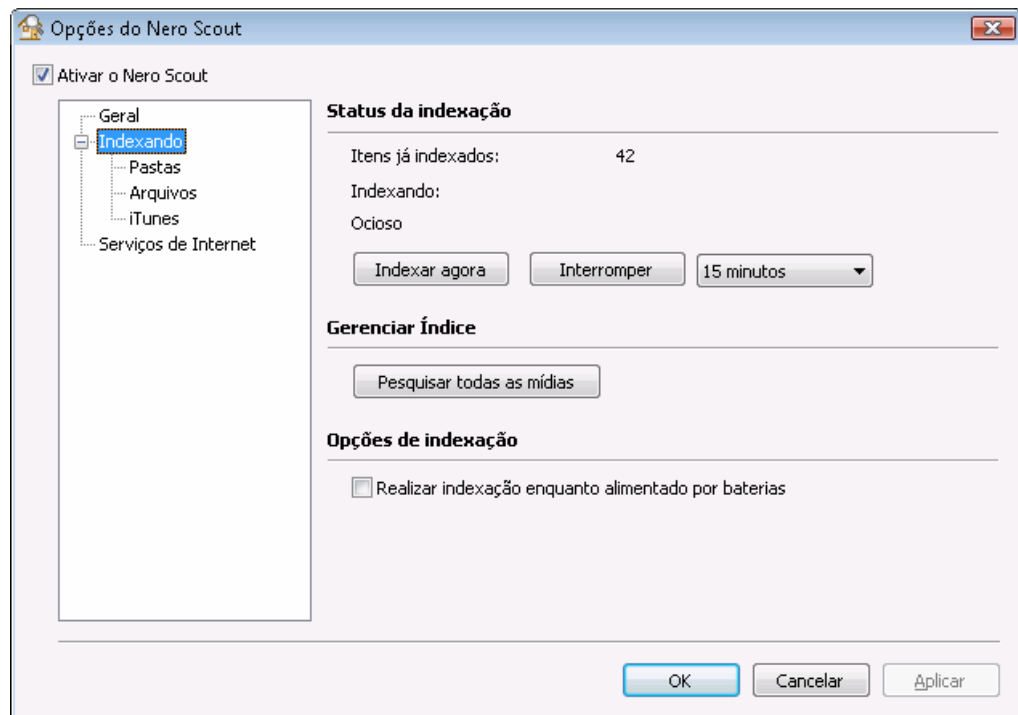 Opções do Nero Scout
Ativar o Nero Scout
Geral
Indexando
Pastas
Arquivos
iTunes
Serviços de Internet
Status da indexação
Itens já indexados: 42
Indexando:
Ocioso
Indexar agora Interromper 15 minutos
Gerenciar Índice
Pesquisar todas as mídias
Opções de indexação
Realizar indexação enquanto alimentado por baterias
OK Cancelar Aplicar